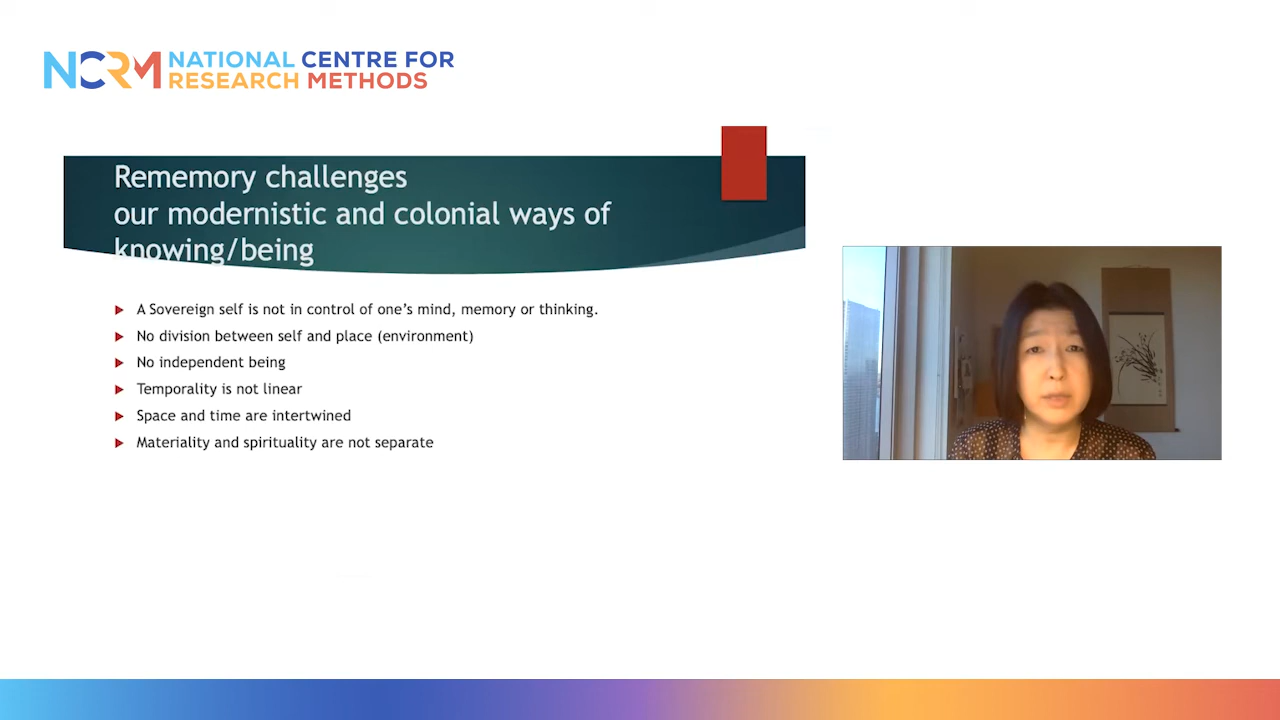 NCRM NATIONAL CENTRE FOR
RESEARCH METHODS
Rememory challenges
our modernistic and colonial ways of
knowing/being
A Sovereign self is not in control of one's mind, memory or thinking.
No division between self and place (environment)
No independent being
Temporality is not linear
Space and time are intertwined
Materiality and spirituality are not separate